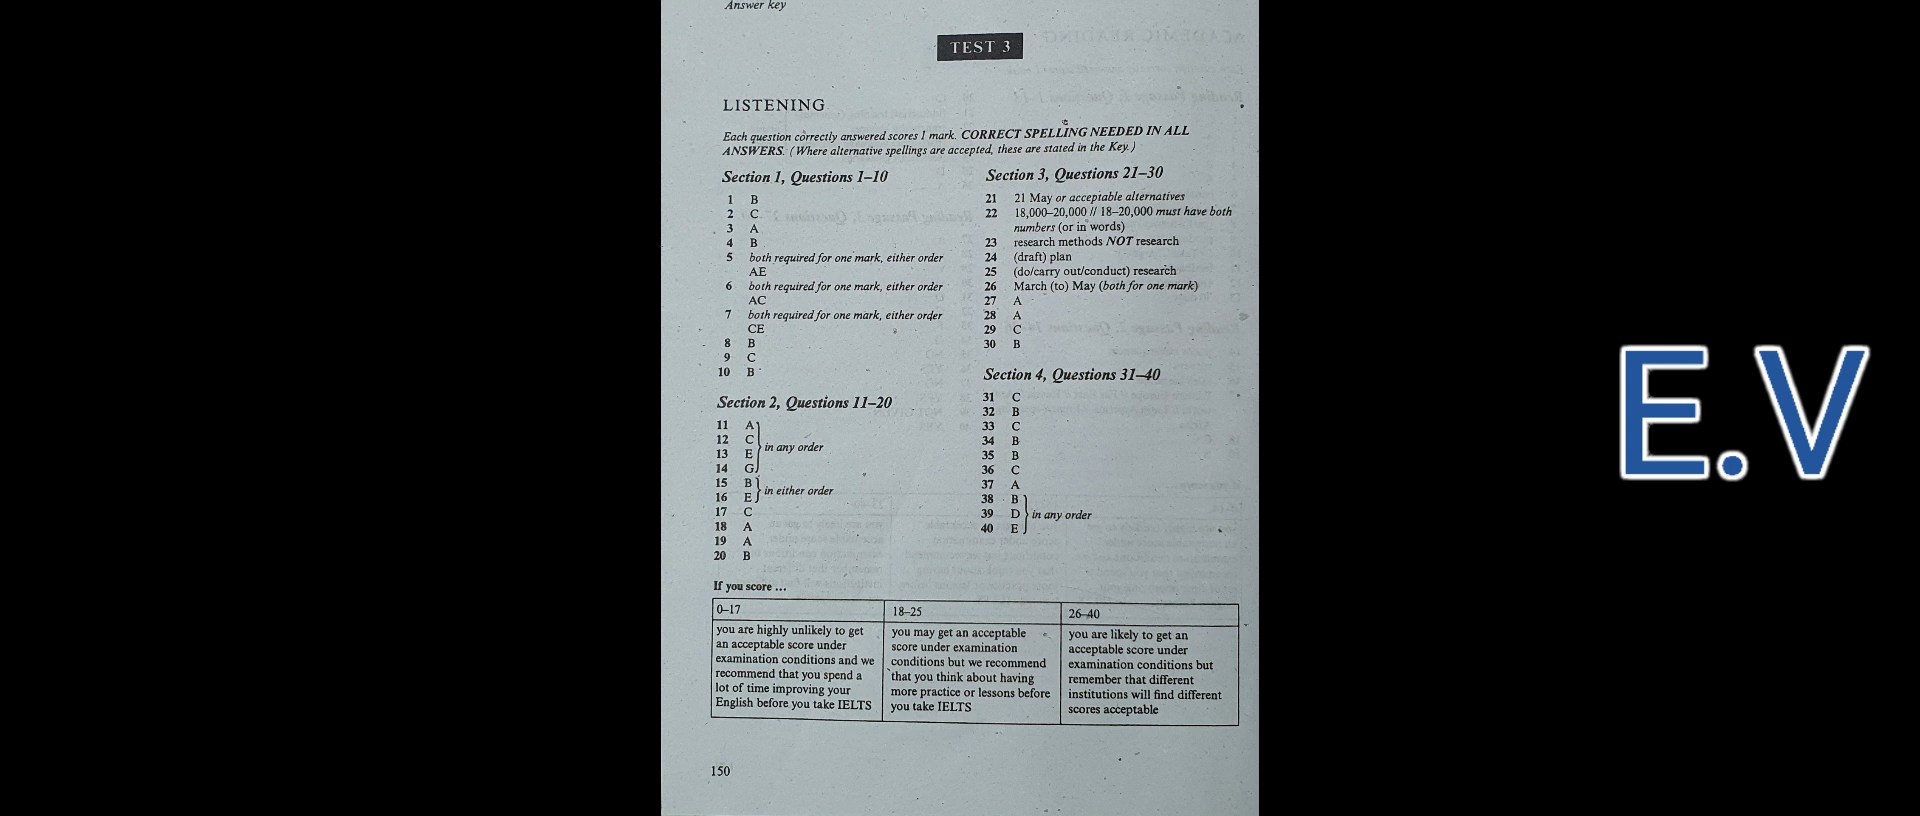 Answer key
TEST 3
LISTENING
Each question correctly answered scores 1 mark. CORRECT SPELLING NEEDED IN ALL
ANSWERS. (Where alternative spellings are accepted, these are stated in the Key.)
Section 1, Questions 1–10
1 B
2 C
3 A
4 B
5 both required for one mark, either order
AE
6 both required for one mark, either order
AC
7 both required for one mark, either order
CE
8 B
9 C
10 B
Section 2, Questions 11–20
11 A
12 C
13 E
14 G
in any order
15 B
16 E
in either order
17 C
18 A
19 A
20 B
Section 3, Questions 21–30
21 21 May or acceptable alternatives
22 18,000–20,000 // 18–20,000 must have both
numbers (or in words)
23 research methods NOT research
24 (draft) plan
25 (do/carry out/conduct) research
26 March (to) May (both for one mark)
27 A
28 A
29 C
30 B
Section 4, Questions 31–40
31 C
32 B
33 C
34 B
35 B
36 C
37 A
38 B
39 D
40 E
in any order
If you score ...
0–17
you are highly unlikely to get
an acceptable score under
examination conditions and we
recommend that you spend a
lot of time improving your
English before you take IELTS
18–25
you may get an acceptable
score under examination
conditions but we recommend
that you think about having
more practice or lessons before
you take IELTS
26–40
you are likely to get an
acceptable score under
examination conditions but
remember that different
institutions will find different
scores acceptable
150
E.V